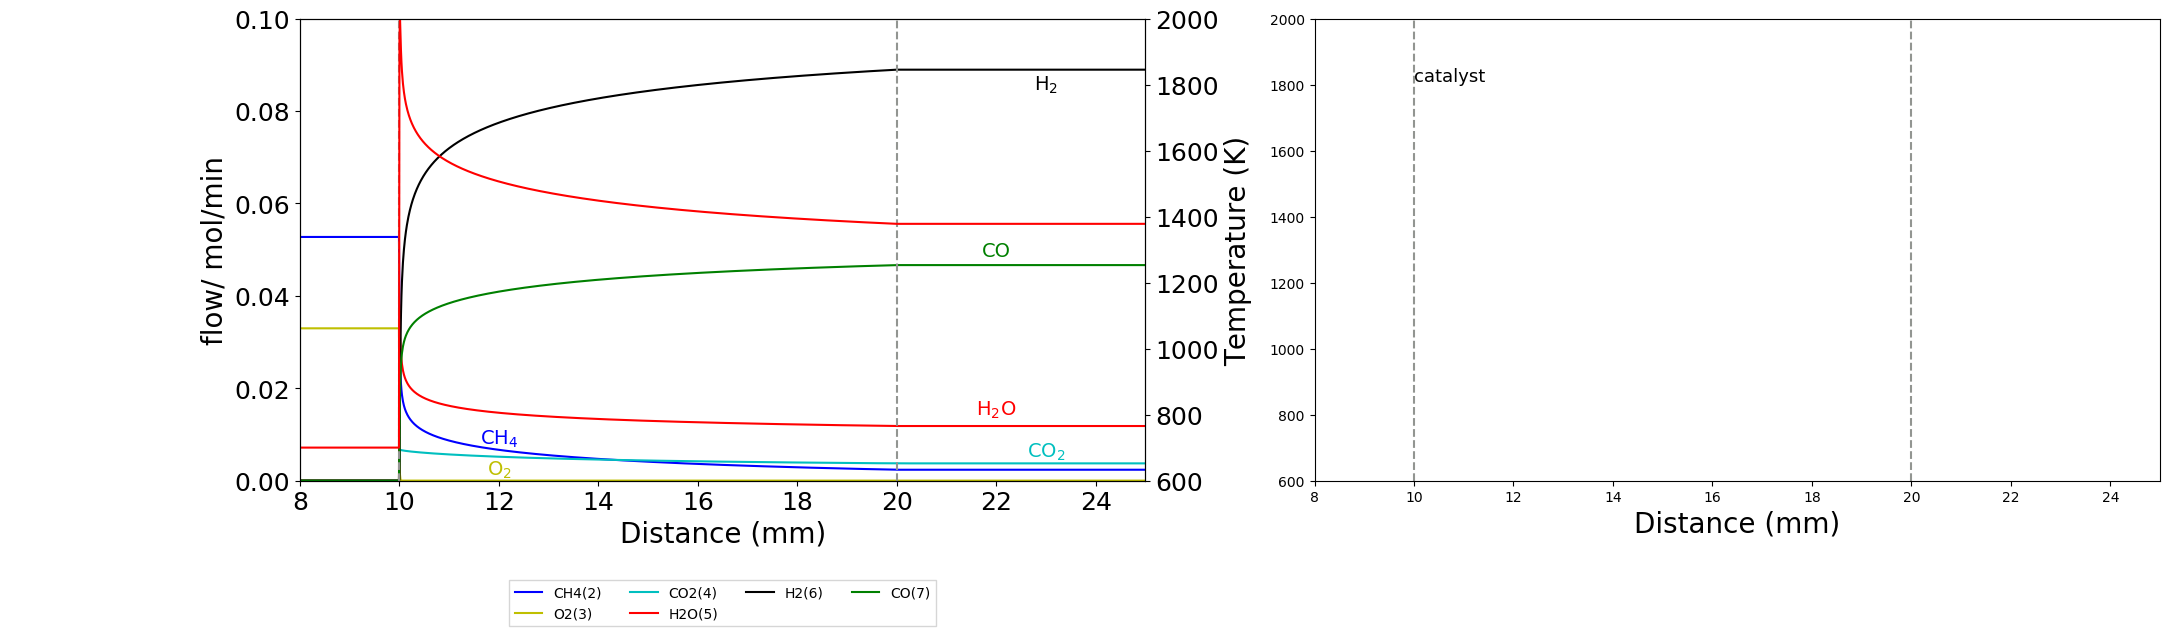 0.10
0.08
0.06
0.04
0.02
0.00
flow/ mol/min
8 10 12 14 16 18 20 22 24
Distance (mm)
H2
CO
H2O
CO2
CH4
O2
2000
1800
1600
1400
1200
1000
800
600
Temperature (K)
CH4(2) CO2(4) H2(6) CO(7)
O2(3) H2O(5)
2000
1800
1600
1400
1200
1000
800
600
catalyst
8 10 12 14 16 18 20 22 24
Distance (mm)